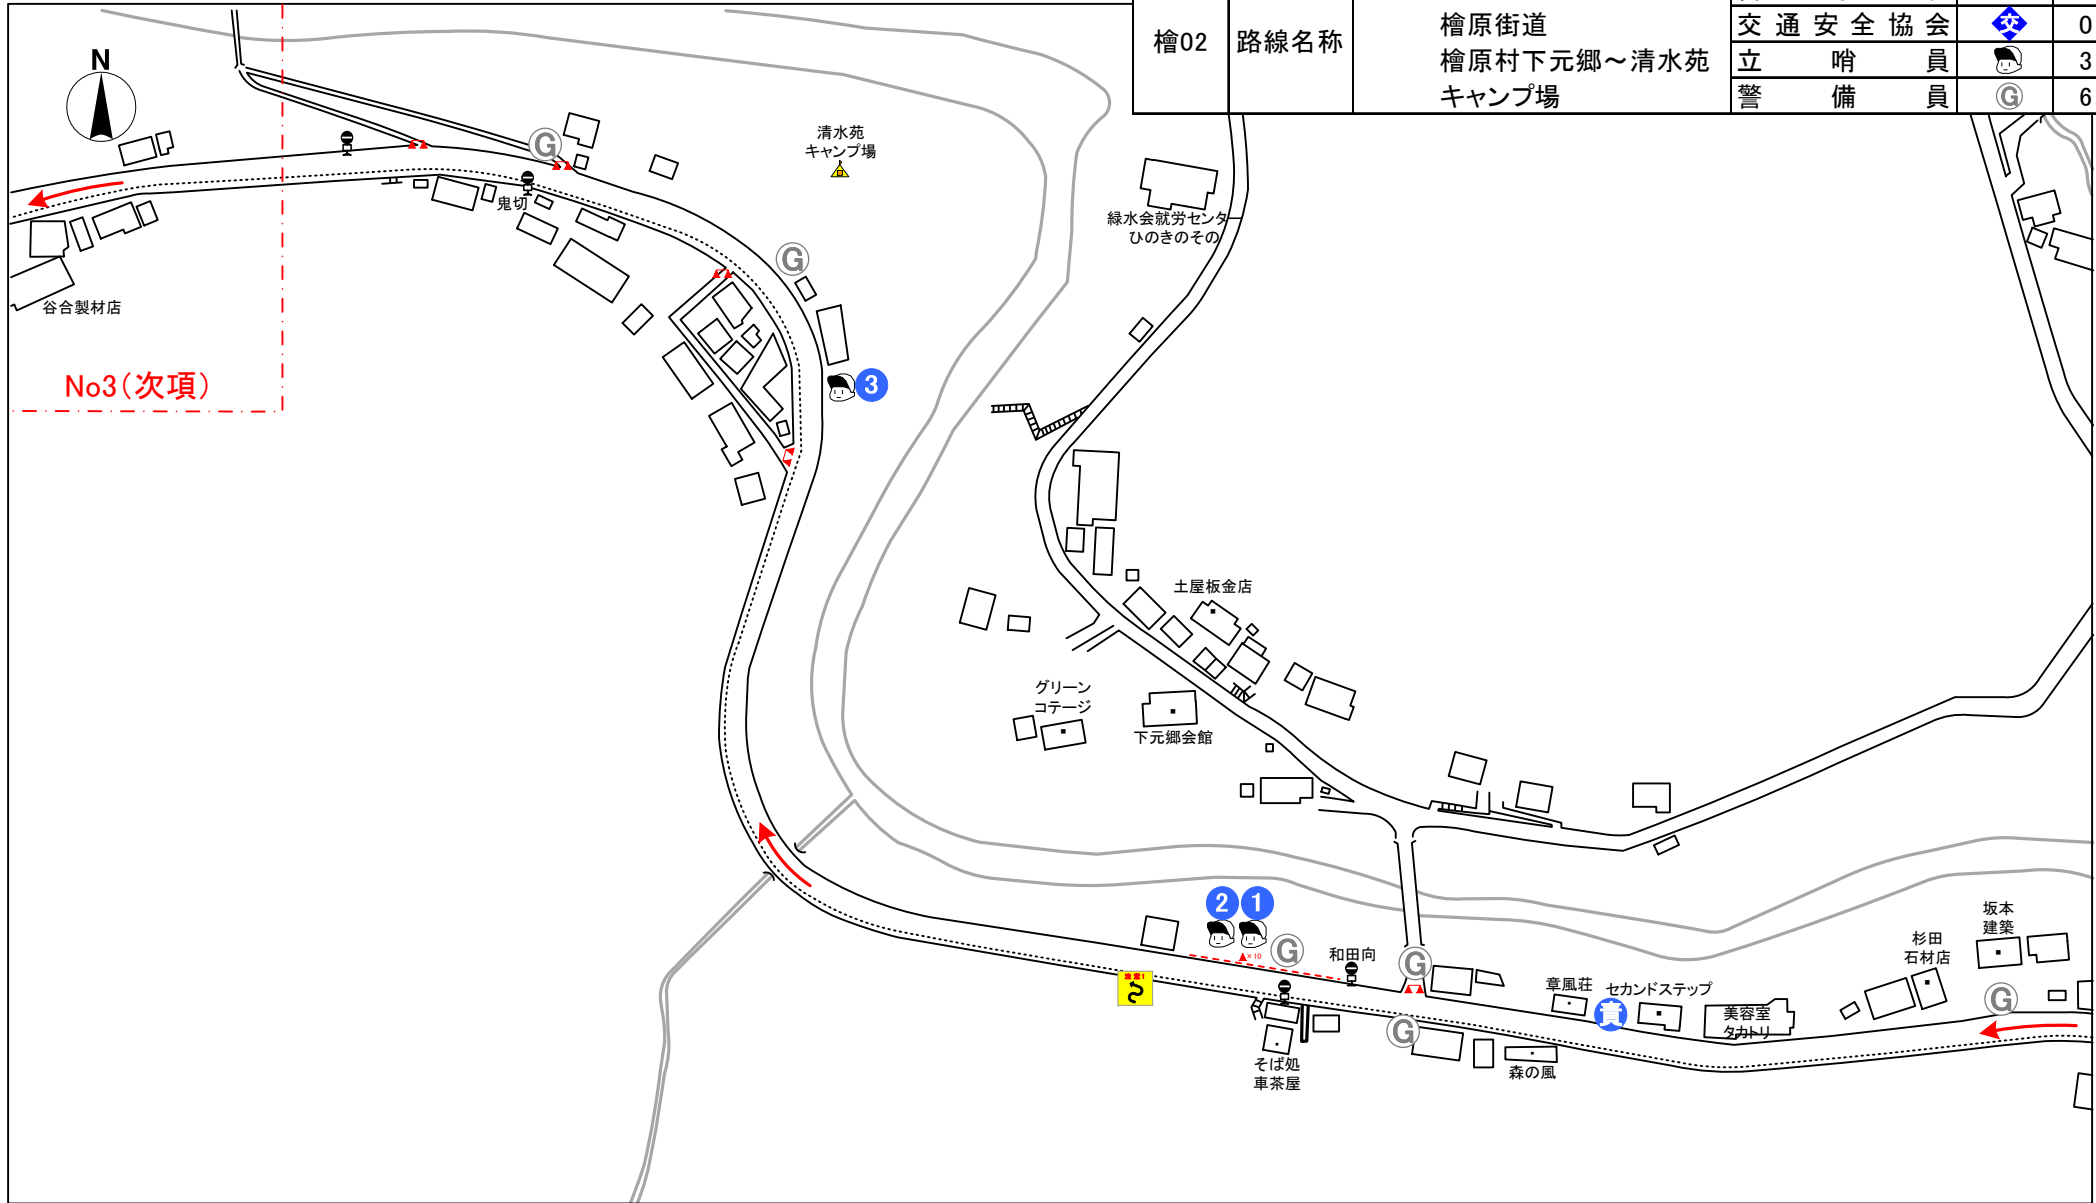 檜02
路線名称
檜原街道
檜原村下元郷～清水苑
キャンプ場
交通安全協会
交
0
立哨員
3
警備員
G
6
N
清水苑
キャンプ場
G
鬼切
緑水会就労センター
ひのきのその
G
谷合製材店
No3(次項)
3
土屋板金店
グリーン
コテージ
下元郷会館
2
1
×10
G
和田向
G
注意!
章風荘
セカンドステップ
責
美容室
タカトリ
杉田
石材店
坂本
建築
G
G
そば処
車茶屋
森の風